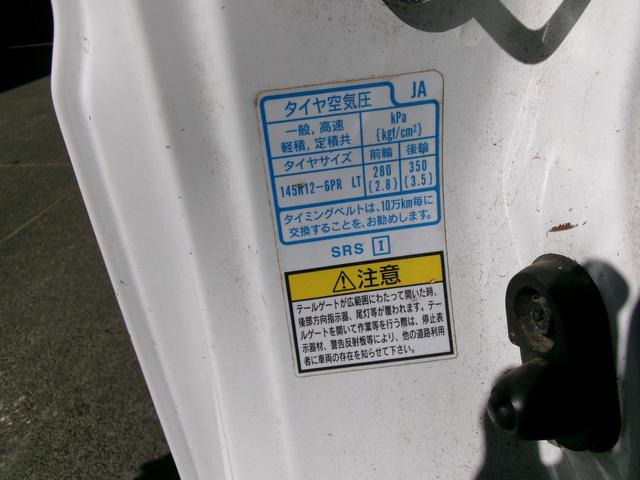 タイヤ空気圧 JA
一般, 高速
軽積, 定積共
kPa
{kgf/cm²}
タイヤサイズ 前輪 後輪
145R12-6PR LT 280 {2.8} 350 {3.5}
タイミングベルトは、10万km毎に
交換することを、お勧めします。
SRS I
⚠注意
テールゲートが広範囲にわたって開いた時、
後部方向指示器、尾灯等が覆われます。テー
ルゲートを開いて作業等を行う際は、停止表
示器材、警告反射板等により、他の道路利用
者に車両の存在を知らせて下さい。